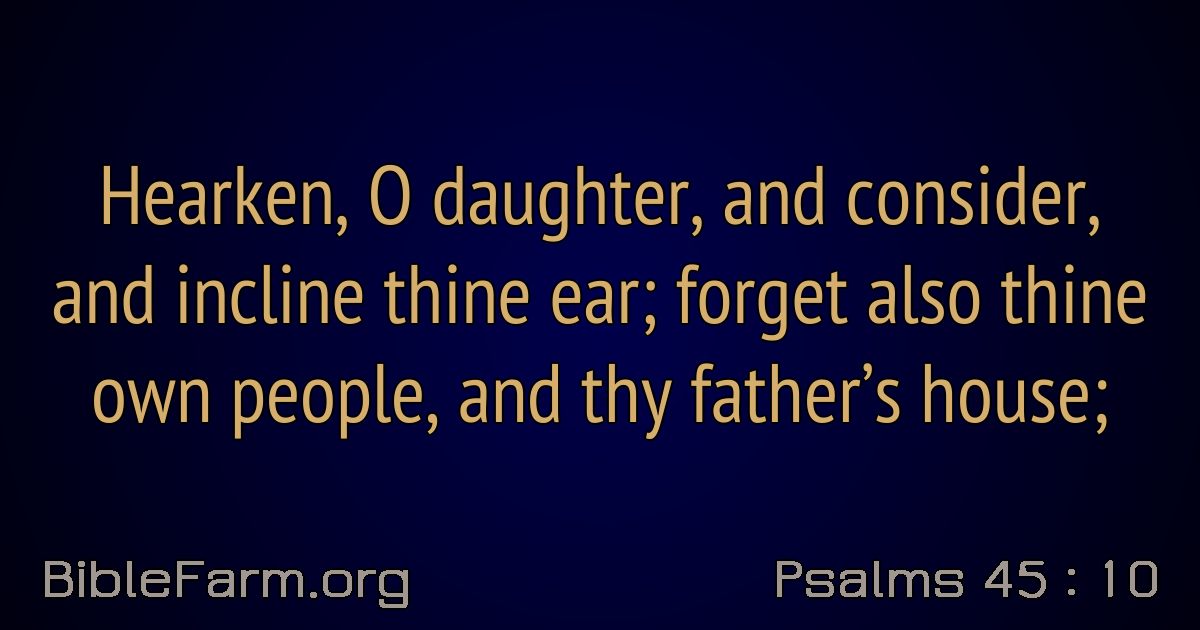 Hearken, O daughter, and consider,
and incline thine ear; forget also thine
own people, and thy father’s house;
BibleFarm.org
Psalms 45 : 10